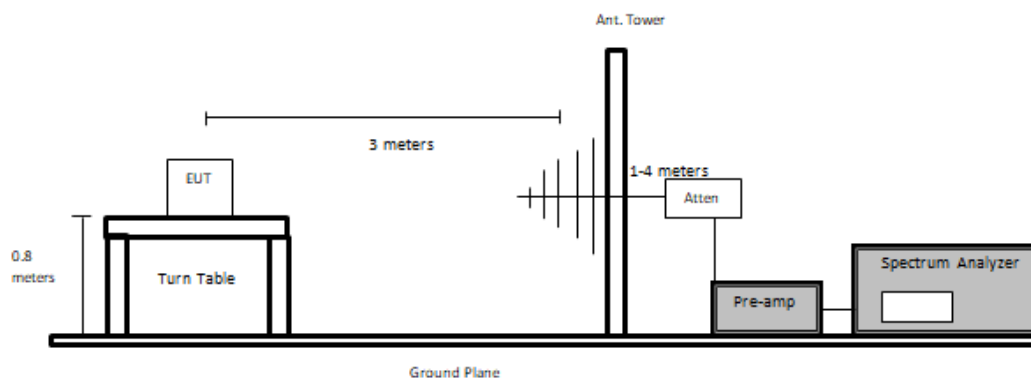 Ant. Tower
3 meters
EUT
1-4 meters
Atten
0.8
meters
Turn Table
Spectrum Analyzer
Pre-amp
Ground Plane